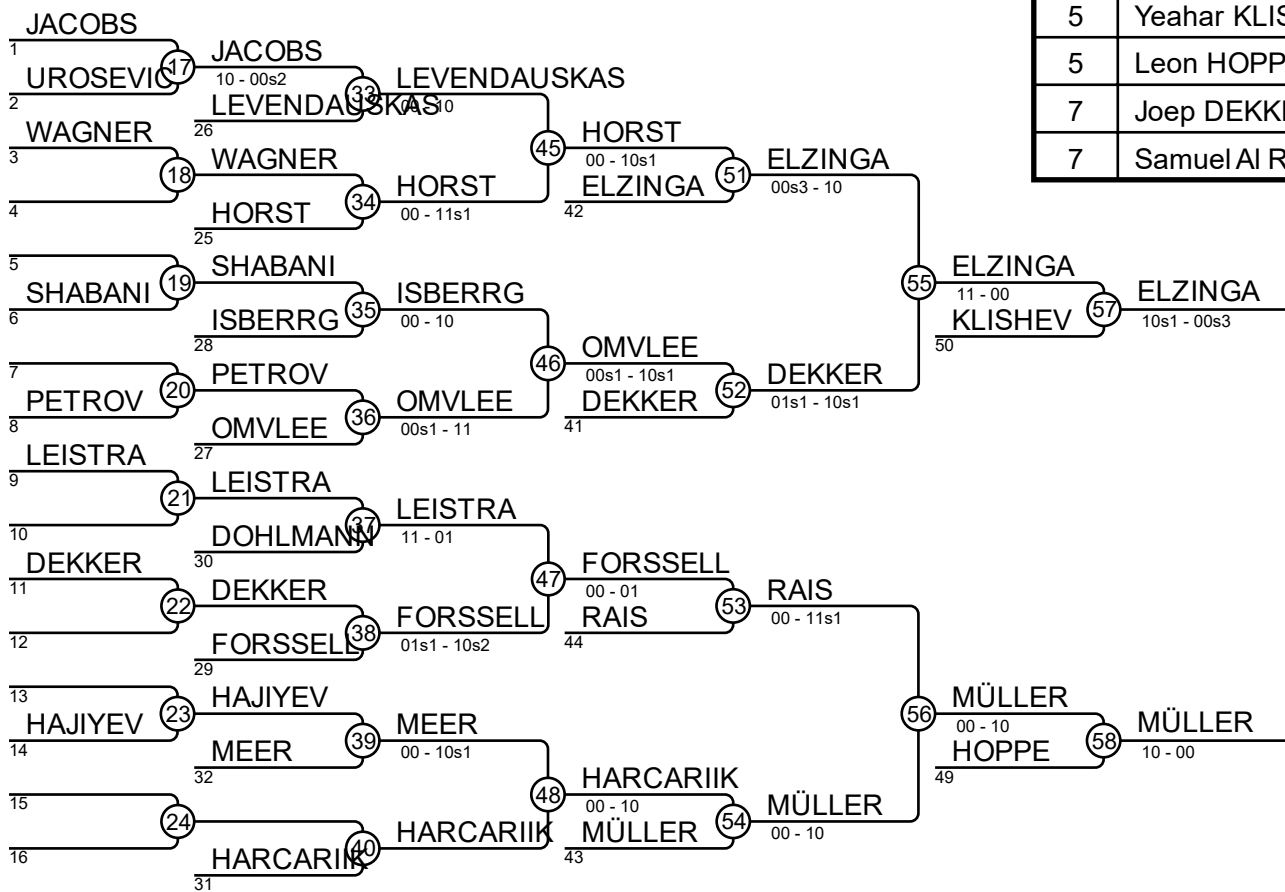 5 Yeahar KLIS
5 Leon HOPP
7 Joep DEKK
7 Samuel Al R
JACOBS
1
UROSEVIC
2
17
WAGNER
3
4
18
5
SHABANI
6
19
7
PETROV
8
20
LEISTRA
9
10
21
DEKKER
11
12
22
13
HAJIYEV
14
23
15
16
24
JACOBS
10 - 00s2
LEVENDAUSKAS
26
33
WAGNER
HORST
25
34
SHABANI
ISBERRG
28
35
PETROV
OMVLEE
27
36
LEISTRA
DOHLMANN
30
37
DEKKER
FORSSELL
29
38
HAJIYEV
MEER
32
39
HARCARIIK
31
40
LEVENDAUSKAS
00 - 10
HORST
00 - 11s1
45
ISBERRG
00 - 10
OMVLEE
00s1 - 11
46
LEISTRA
11 - 01
FORSSELL
01s1 - 10s2
47
MEER
00 - 10s1
HARCARIIK
48
HORST
00 - 10s1
ELZINGA
42
51
OMVLEE
00s1 - 10s1
DEKKER
41
52
FORSSELL
00 - 01
RAIS
44
53
HARCARIIK
00 - 10
MÜLLER
43
54
ELZINGA
00s3 - 10
DEKKER
01s1 - 10s1
55
RAIS
00 - 11s1
MÜLLER
00 - 10
56
ELZINGA
11 - 00
KLISHEV
50
57
MÜLLER
00 - 10
HOPPE
49
58
ELZINGA
10s1 - 00s3
MÜLLER
10 - 00